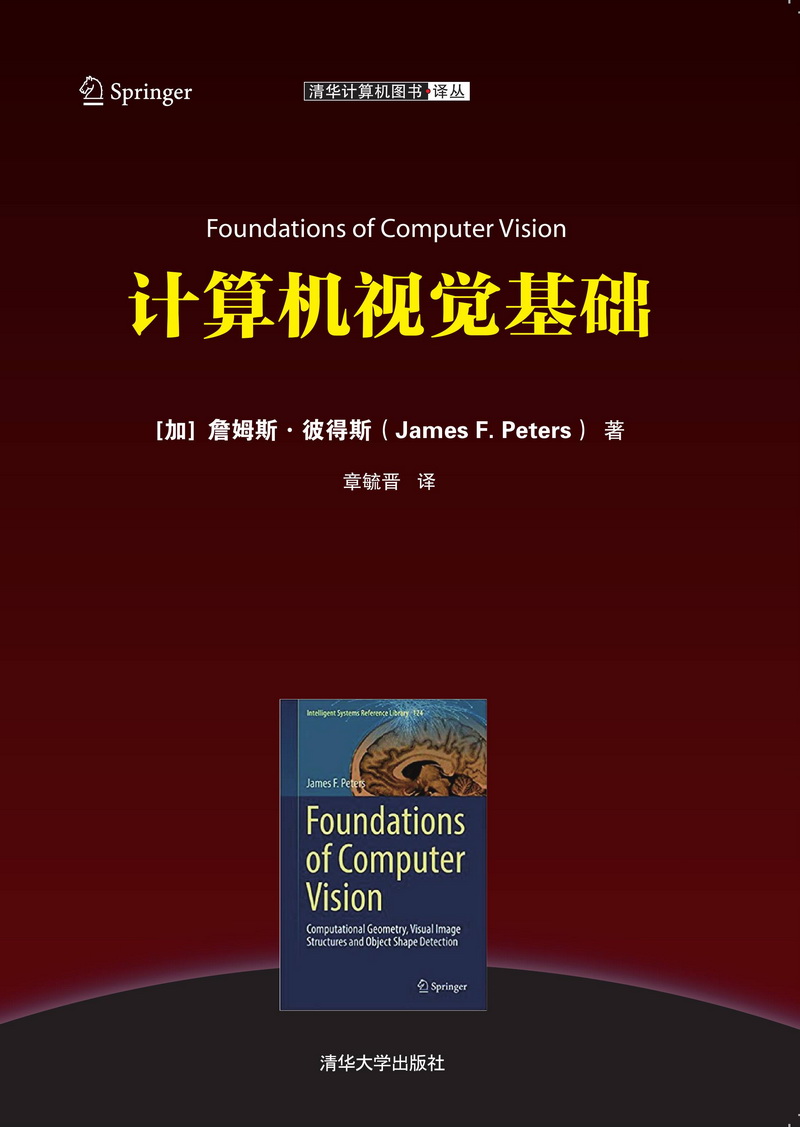 Springer
清华计算机图书·译丛
Foundations of Computer Vision
计算机视觉基础
[加] 詹姆斯·彼得斯（James F. Peters） 著
章毓晋 译
Intelligent Systems Reference Library 124
James F. Peters
Foundations
of Computer
Vision
Computational Geometry, Visual Image
Structures and Object Shape Detection
Springer
清华大学出版社